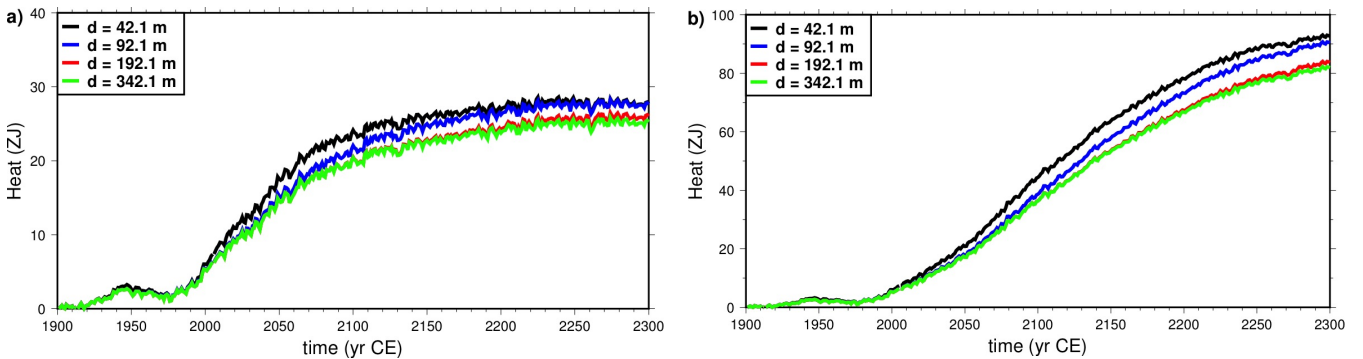 a)
d = 42.1 m
d = 92.1 m
d = 192.1 m
d = 342.1 m
40
30
20
10
0
Heat (ZJ)
1900 1950 2000 2050 2100 2150 2200 2250 2300
time (yr CE)
b)
d = 42.1 m
d = 92.1 m
d = 192.1 m
d = 342.1 m
100
80
60
40
20
0
Heat (ZJ)
1900 1950 2000 2050 2100 2150 2200 2250 2300
time (yr CE)